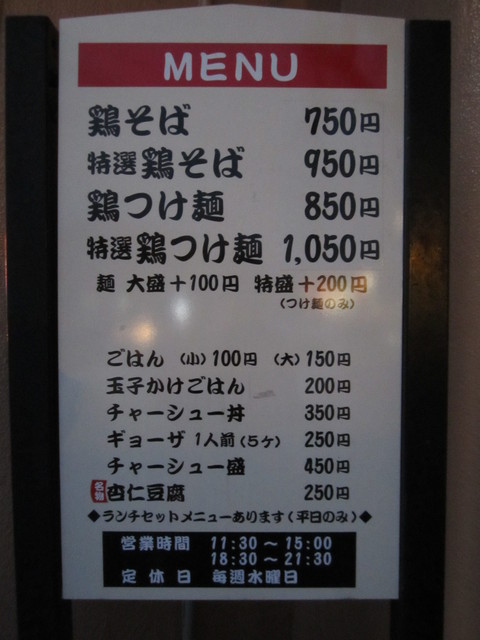 MENU
鶏そば 750円
特選鶏そば 950円
鶏つけ麺 850円
特選鶏つけ麺 1,050円
麺 大盛+100円 特盛+200円
(つけ麺のみ)
ごはん (小)100円 (大)150円
玉子かけごはん 200円
チャーシュー丼 350円
ギョーザ 1人前(5ケ) 250円
チャーシュー盛 450円
名物 杏仁豆腐 250円
◆ランチセットメニューあります(平日のみ)◆
営業時間 11:30～15:00
18:30～21:30
定休日 毎週水曜日